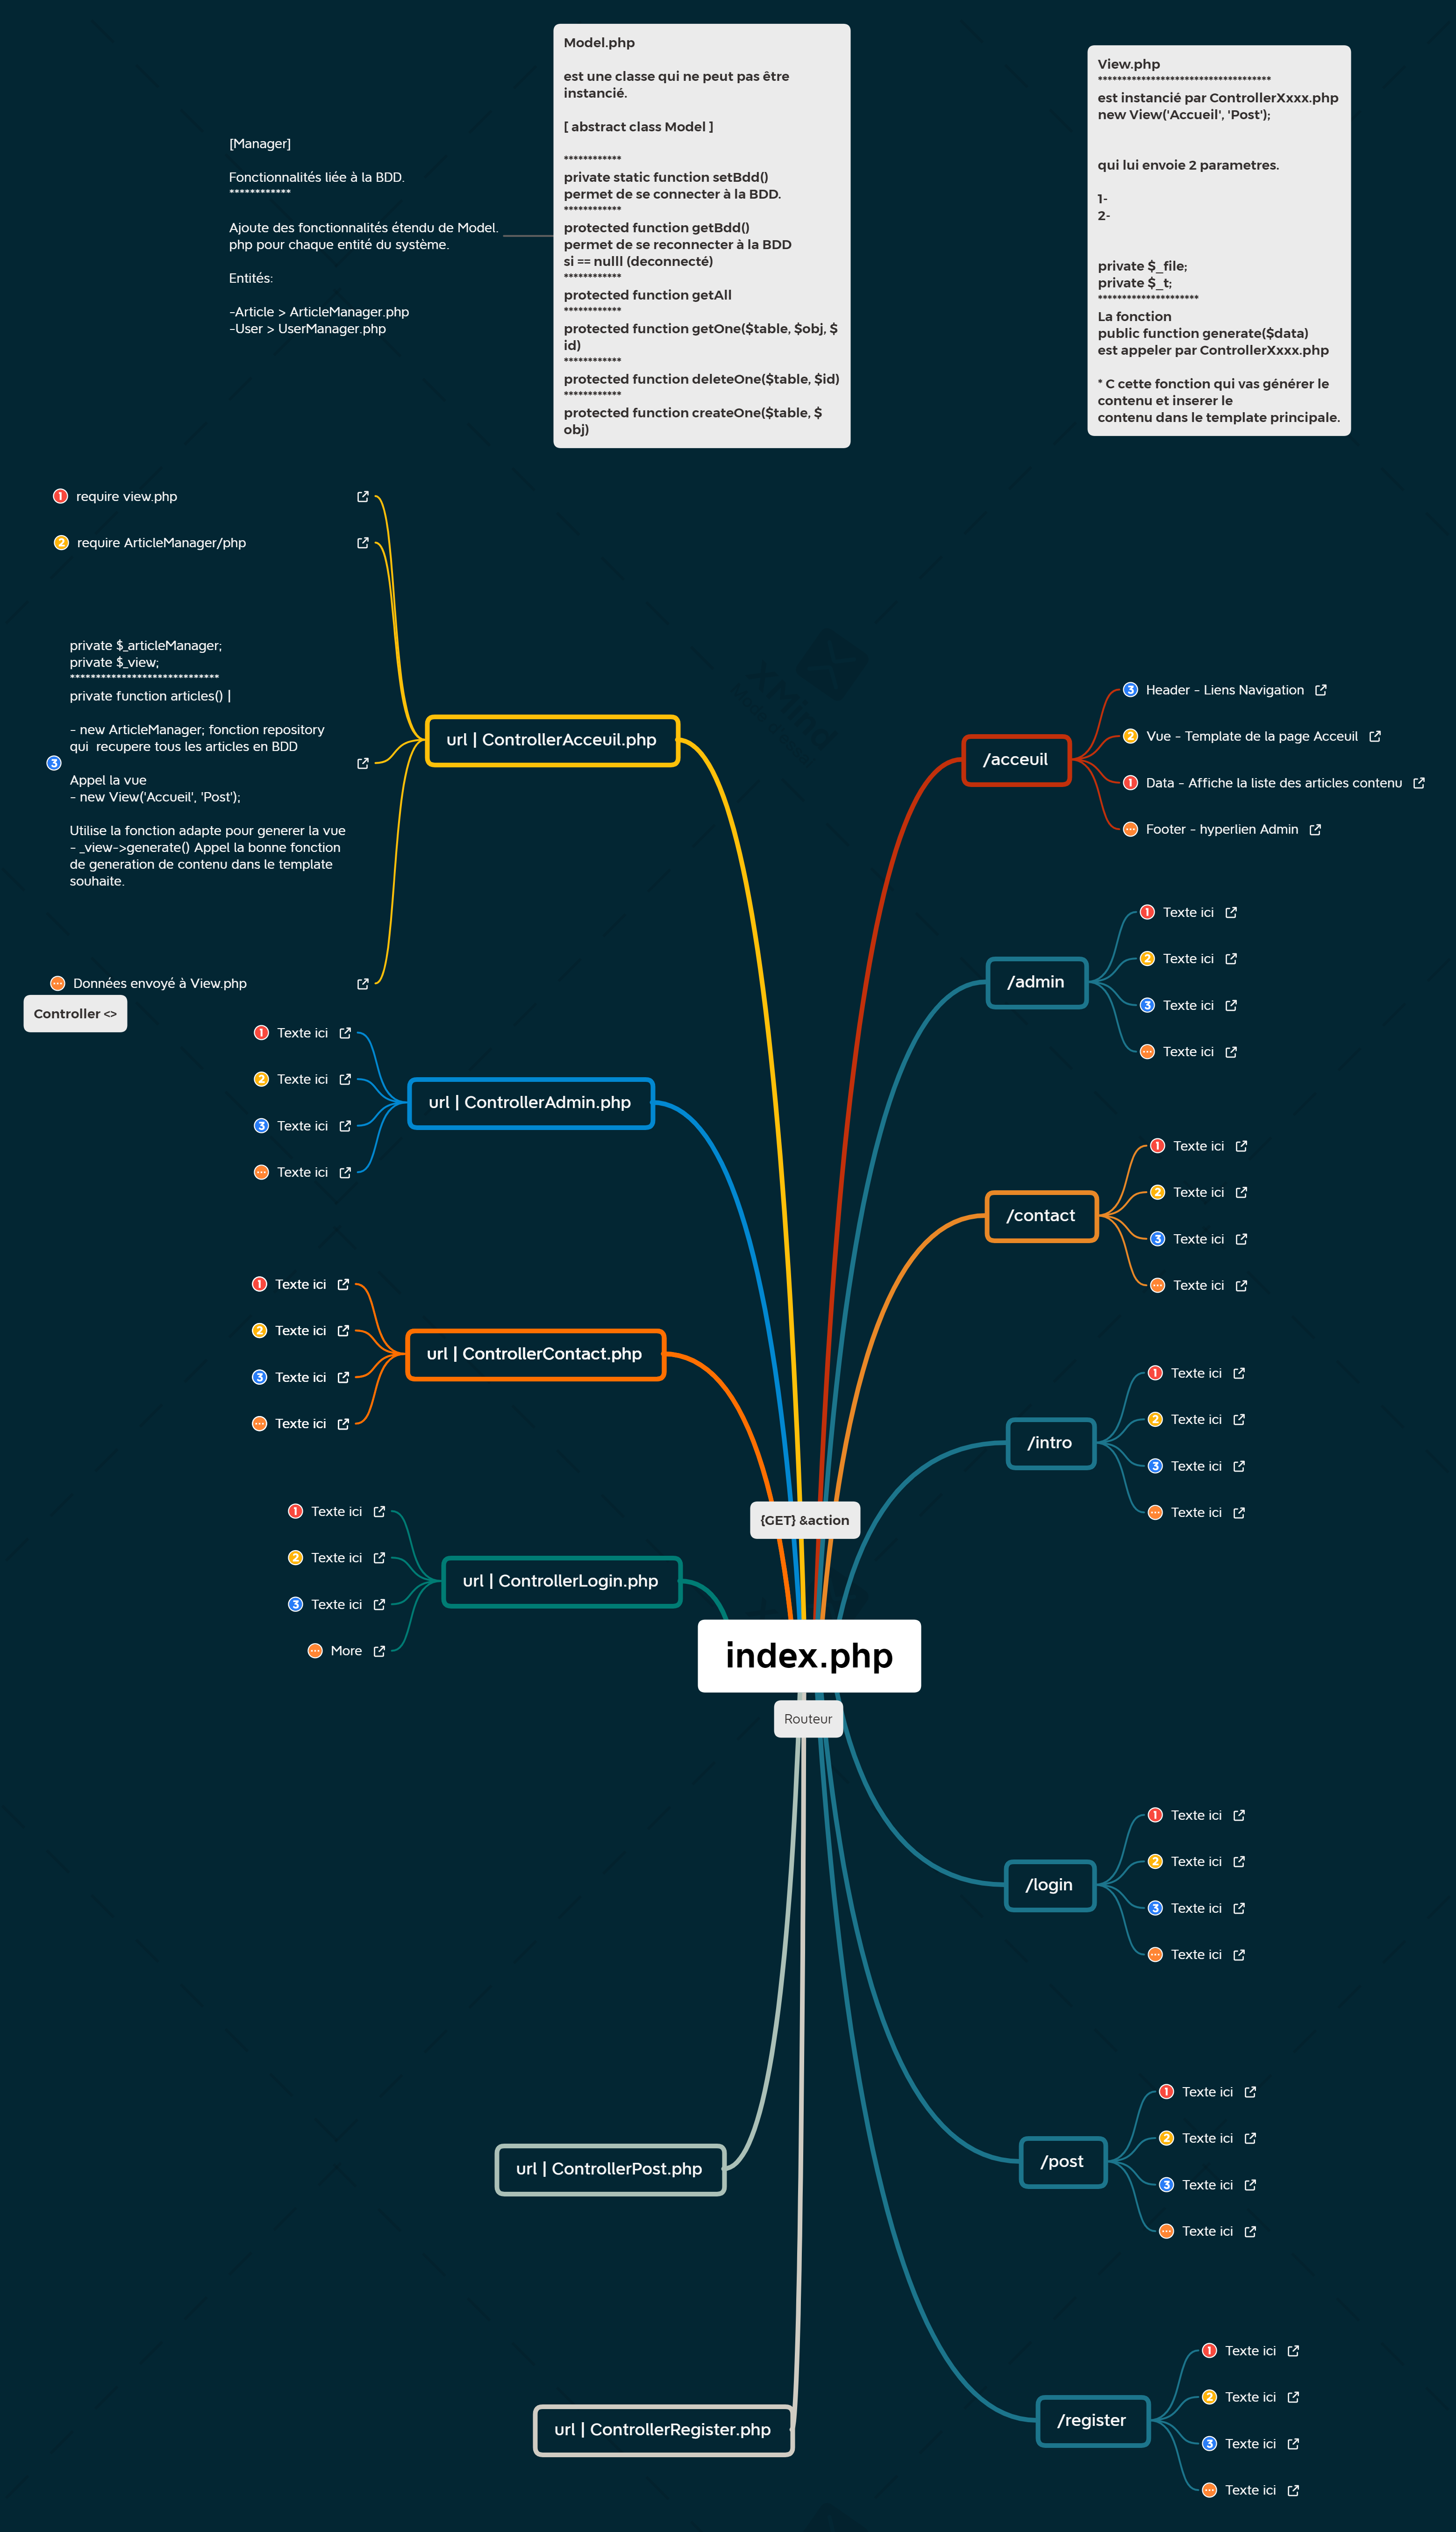 Model.php
est une classe qui ne peut pas être
instancié.
[ abstract class Model ]
************
private static function setBdd()
permet de se connecter à la BDD.
************
protected function getBdd()
permet de se reconnecter à la BDD
si == nulll (deconnecté)
************
protected function getAll
************
protected function getOne($table, $obj, $
id)
************
protected function deleteOne($table, $id)
************
protected function createOne($table, $
obj)
View.php
************************************
est instancié par ControllerXxxx.php
new View('Accueil', 'Post');
qui lui envoie 2 parametres.
1-
2-
private $_file;
private $_t;
*********************
La fonction
public function generate($data)
est appeler par ControllerXxxx.php
* C cette fonction qui vas générer le
contenu et inserer le
contenu dans le template principale.
[Manager]
Fonctionnalités liée à la BDD.
************
Ajoute des fonctionnalités étendu de Model.
php pour chaque entité du système.
Entités:
-Article > ArticleManager.php
-User > UserManager.php
1 require view.php
2 require ArticleManager/php
private $_articleManager;
private $_view;
*****************************
private function articles() |
- new ArticleManager; fonction repository
qui  recupere tous les articles en BDD
3
Appel la vue
- new View('Accueil', 'Post');
Utilise la fonction adapte pour generer la vue
- _view->generate() Appel la bonne fonction
de generation de contenu dans le template
souhaite.
Données envoyé à View.php
Controller <>
url | ControllerAcceuil.php
1 Texte ici
2 Texte ici
3 Texte ici
Texte ici
url | ControllerAdmin.php
1 Texte ici
2 Texte ici
3 Texte ici
Texte ici
url | ControllerContact.php
1 Texte ici
2 Texte ici
3 Texte ici
More
url | ControllerLogin.php
url | ControllerPost.php
url | ControllerRegister.php
{GET} &action
index.php
Routeur
XMind
/acceuil
3 Header - Liens Navigation
2 Vue - Template de la page Acceuil
1 Data - Affiche la liste des articles contenu
Footer - hyperlien Admin
/admin
1 Texte ici
2 Texte ici
3 Texte ici
Texte ici
/contact
1 Texte ici
2 Texte ici
3 Texte ici
Texte ici
/intro
1 Texte ici
2 Texte ici
3 Texte ici
Texte ici
/login
1 Texte ici
2 Texte ici
3 Texte ici
Texte ici
/post
1 Texte ici
2 Texte ici
3 Texte ici
Texte ici
/register
1 Texte ici
2 Texte ici
3 Texte ici
Texte ici